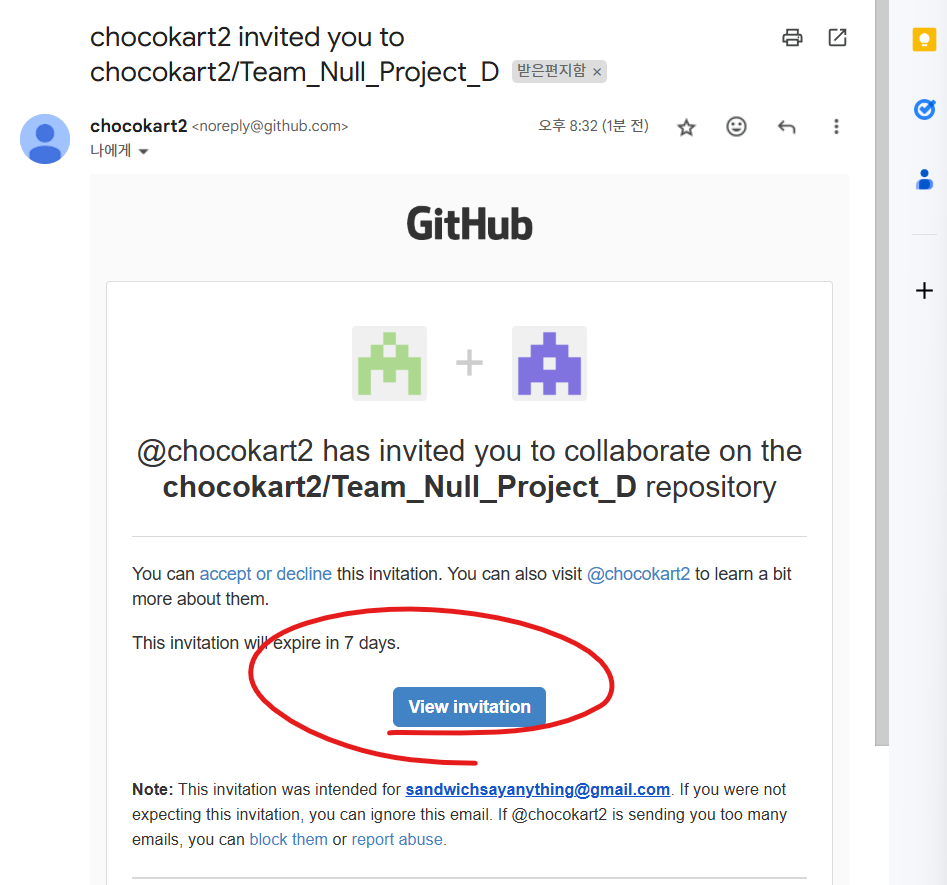 chocokart2 invited you to
chocokart2/Team_Null_Project_D 받은편지함 ×
chocokart2 <noreply@github.com> 오후 8:32 (1분 전)
나에게
GitHub
@chocokart2 has invited you to collaborate on the
chocokart2/Team_Null_Project_D repository
You can accept or decline this invitation. You can also visit @chocokart2 to learn a bit
more about them.
This invitation will expire in 7 days.
View invitation
Note: This invitation was intended for sandwichsayanything@gmail.com. If you were not
expecting this invitation, you can ignore this email. If @chocokart2 is sending you too many
emails, you can block them or report abuse.